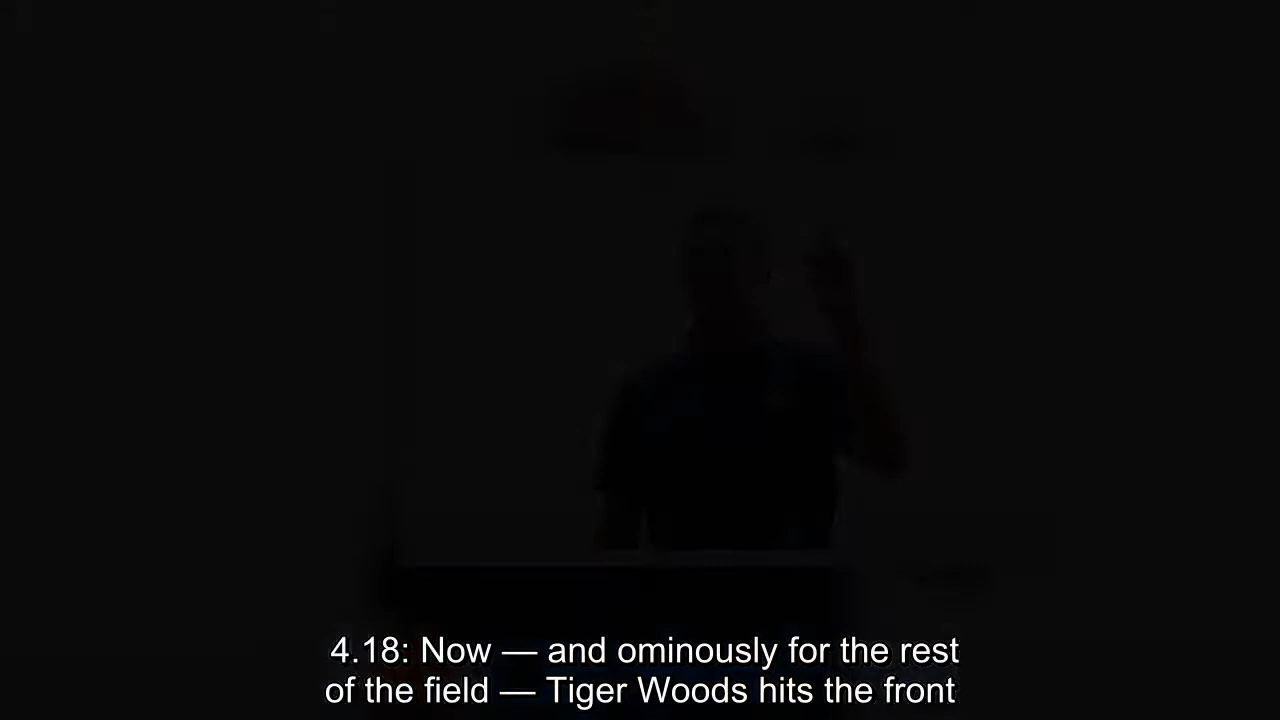 4.18: Now — and ominously for the rest
of the field — Tiger Woods hits the front